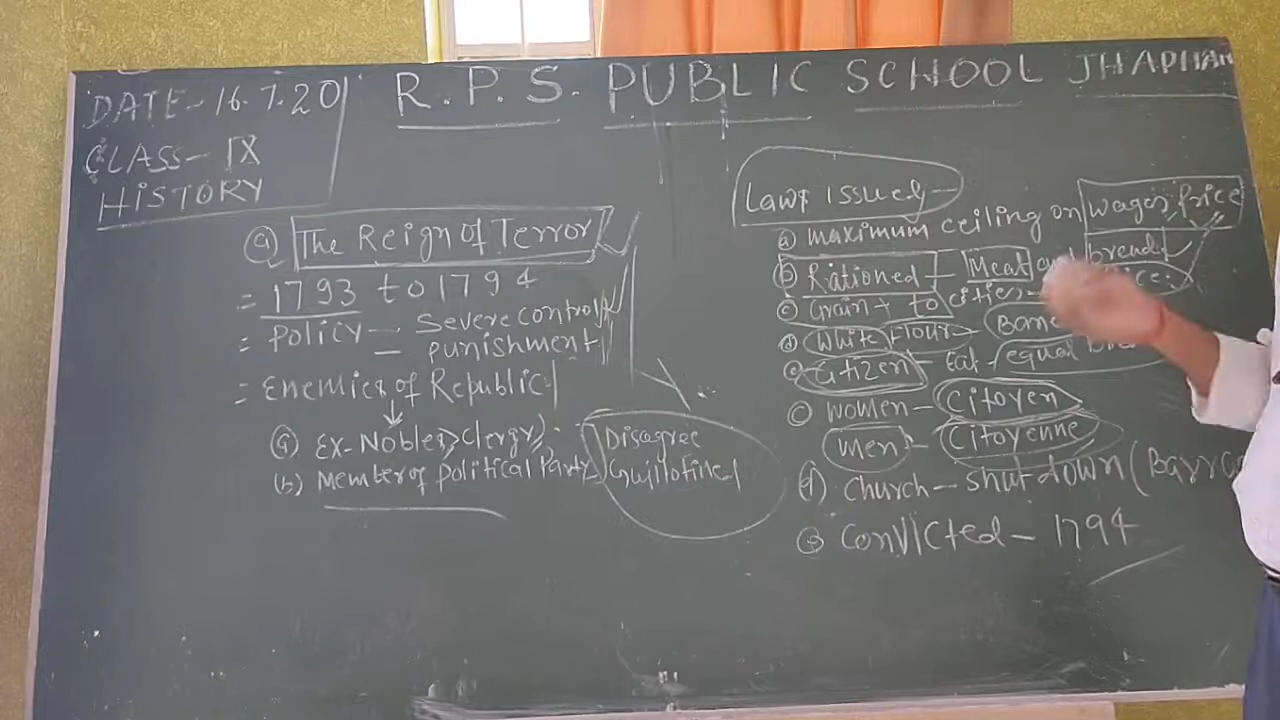 DATE - 16.7.20
CLASS - IX
HISTORY
R.P.S. PUBLIC SCHOOL JHAPHAN
(a) The Reign of Terror
= 1793 to 1794
= Policy - Severe control
- punishment
= Enemies of Republic
(a) Ex-Nobles, clergy
(b) Member of Political Party
Disagree
Guillotined
Laws issued -
(a) Maximum ceiling on wages, price
(b) Rationed - Meat and bread
(c) Grain + to cities -
(d) White Flour -
(e) Citizen - Eat - equal
(c) Women - Citoyen
Men - Citoyenne
(f) Church - shut down (
(e) Convicted - 1794